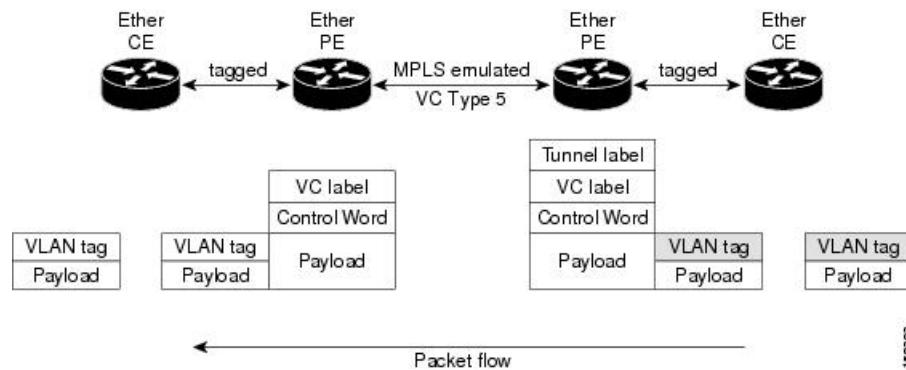 Ether CE
Ether PE
Ether PE
Ether CE
tagged
MPLS emulated
VC Type 5
tagged
VC label
Control Word
Payload
Tunnel label
VC label
Control Word
Payload
VLAN tag
Payload
VLAN tag
Payload
VLAN tag
Payload
VLAN tag
Payload
Packet flow